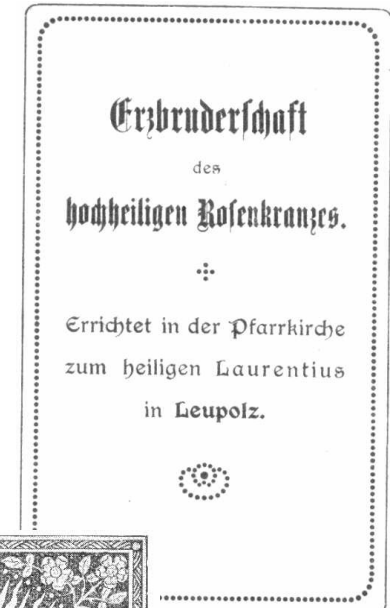 Erzbruderschaft
des
hochheiligen Rosenkranzes.
Errichtet in der Pfarrkirche
zum heiligen Laurentius
in Leupolz.